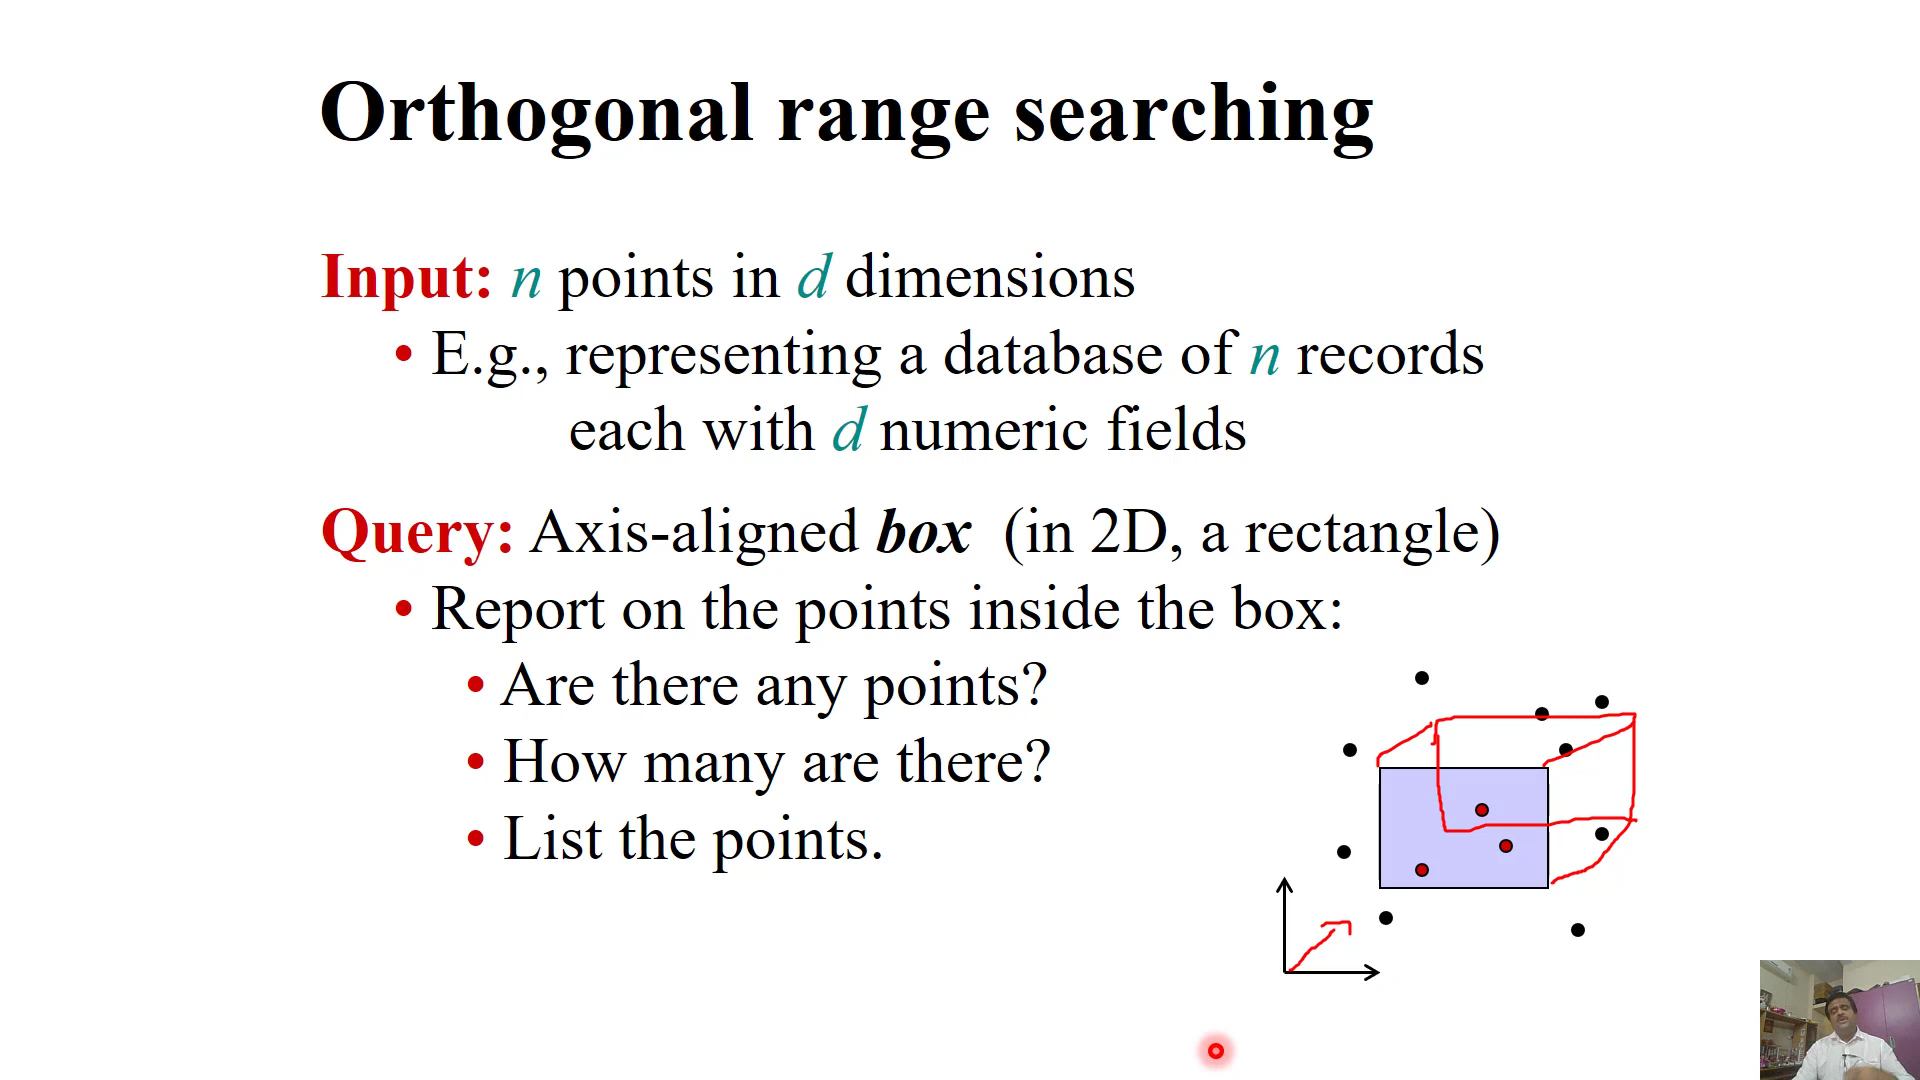 Orthogonal range searching
Input: n points in d dimensions
• E.g., representing a database of n records
each with d numeric fields
Query: Axis-aligned box (in 2D, a rectangle)
• Report on the points inside the box:
• Are there any points?
• How many are there?
• List the points.